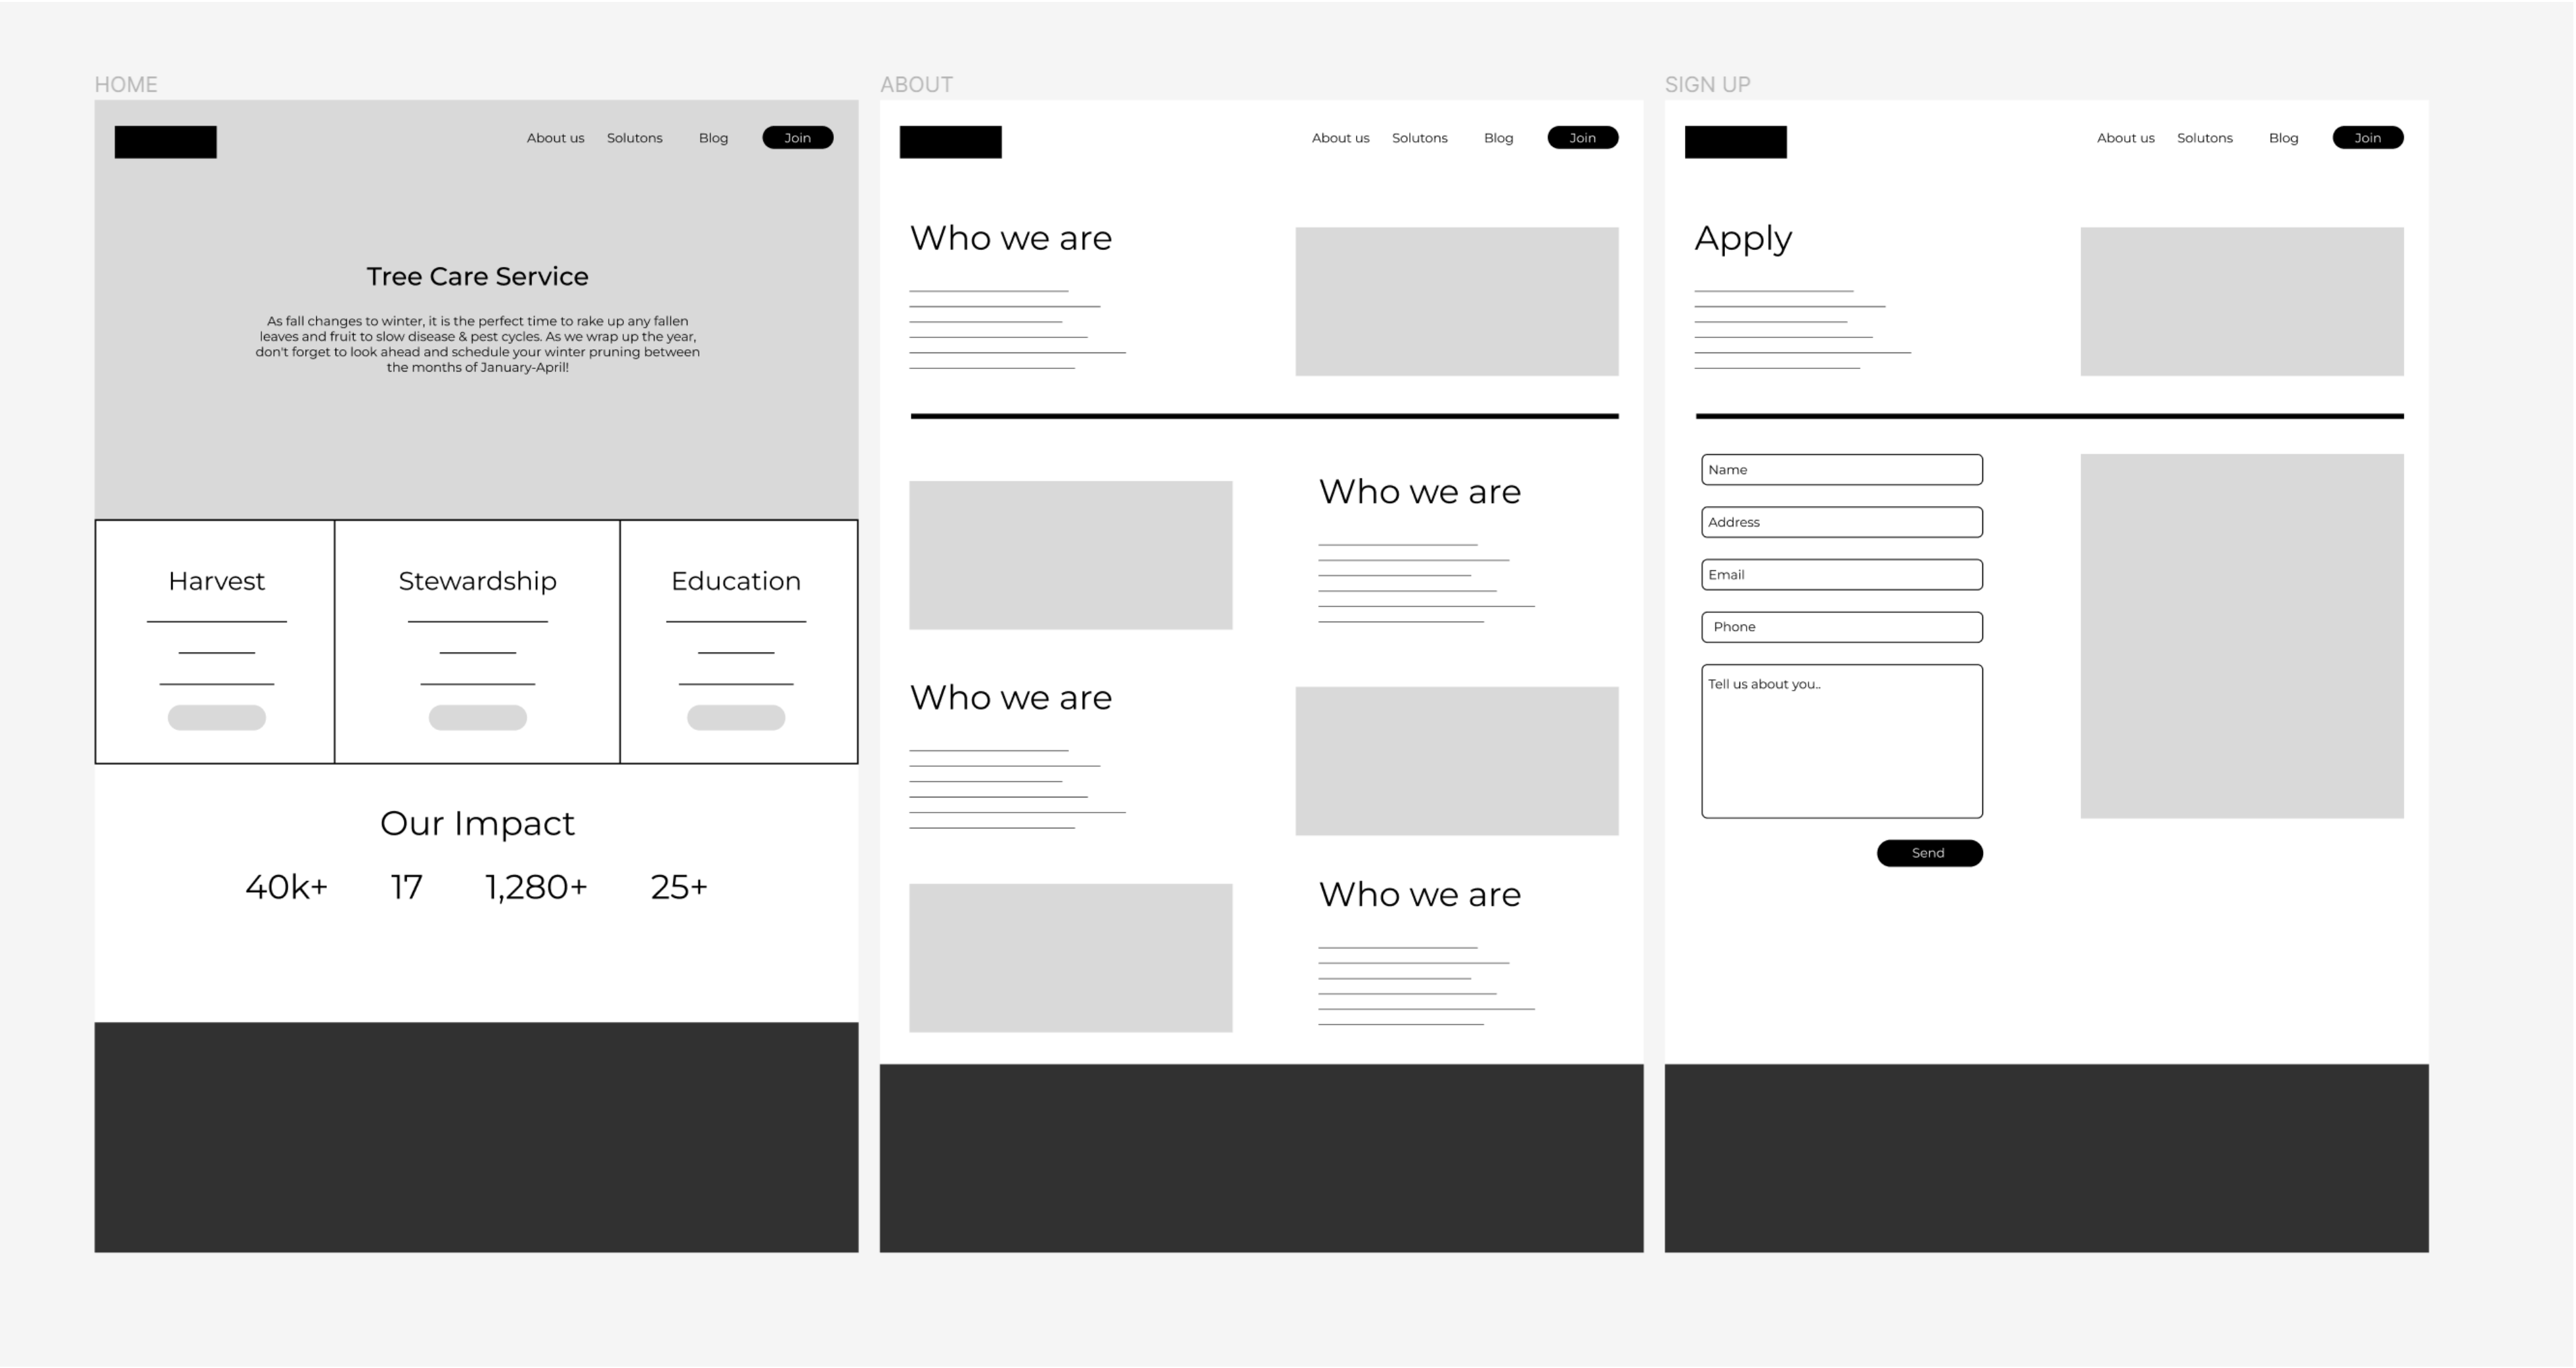 HOME
About us Solutons Blog Join
Tree Care Service
As fall changes to winter, it is the perfect time to rake up any fallen
leaves and fruit to slow disease & pest cycles. As we wrap up the year,
don't forget to look ahead and schedule your winter pruning between
the months of January-April!
Harvest Stewardship Education
Our Impact
40k+ 17 1,280+ 25+
ABOUT
About us Solutons Blog Join
Who we are
Who we are
Who we are
Who we are
SIGN UP
About us Solutons Blog Join
Apply
Name
Address
Email
Phone
Tell us about you..
Send